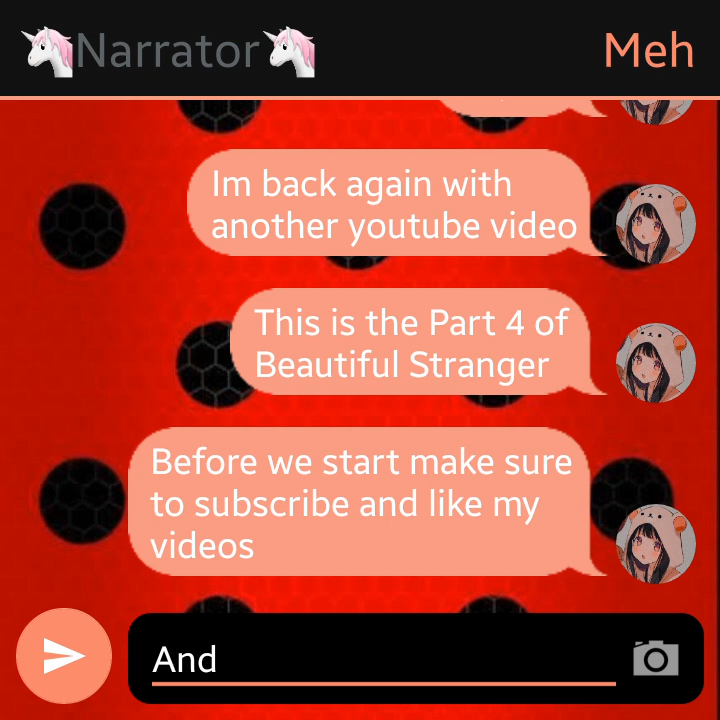 🦄Narrator🦄 Meh
Im back again with
another youtube video
This is the Part 4 of
Beautiful Stranger
Before we start make sure
to subscribe and like my
videos
And